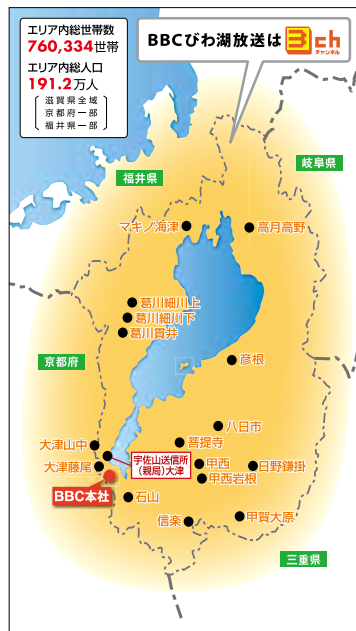 エリア内総世帯数
760,334世帯
エリア内総人口
191.2万人
滋賀県全域
京都府一部
福井県一部
BBCびわ湖放送は
3ch
チャンネル
岐阜県
福井県
マキノ海津
高月高野
葛川細川上
葛川細川下
葛川貫井
京都府
彦根
八日市
大津山中
菩提寺
宇佐山送信所
（親局）大津
大津藤尾
甲西
日野鎌掛
甲西岩根
BBC本社
石山
信楽
甲賀大原
三重県